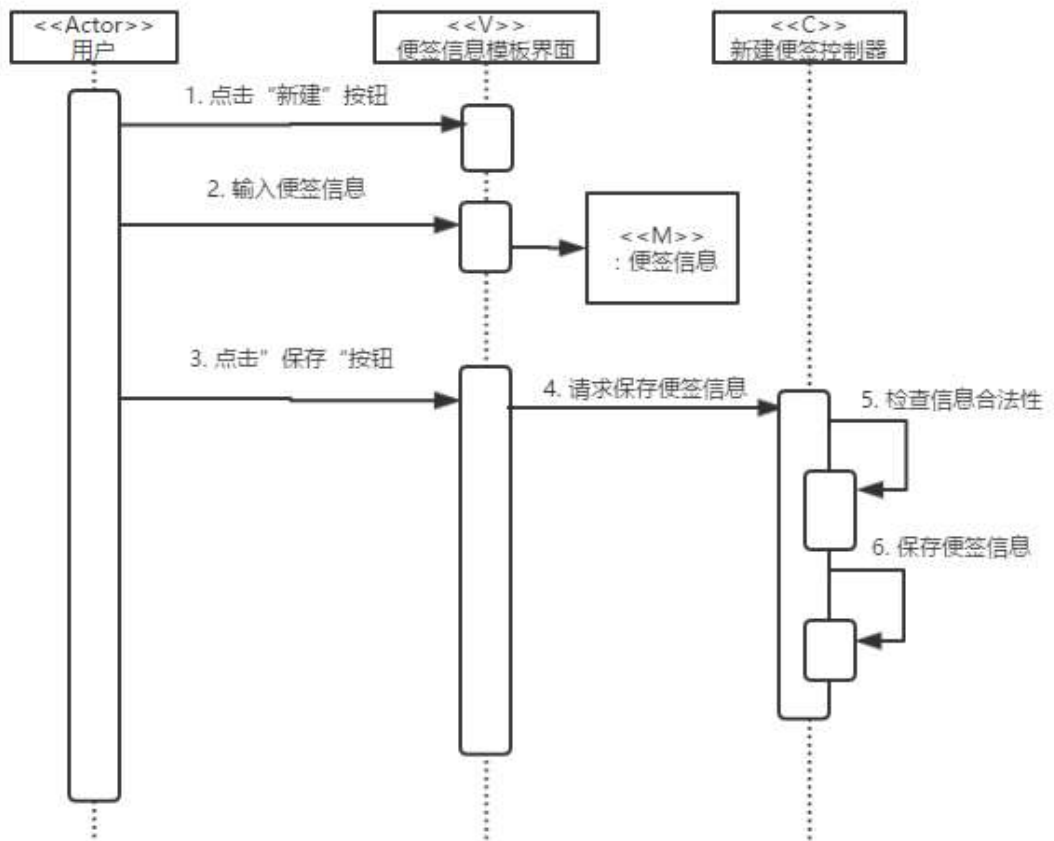 <<Actor>>
用户
<<V>>
便签信息模板界面
<<C>>
新建便签控制器
1. 点击“新建”按钮
2. 输入便签信息
<<M>>
：便签信息
3. 点击”保存“按钮
4. 请求保存便签信息
5. 检查信息合法性
6. 保存便签信息